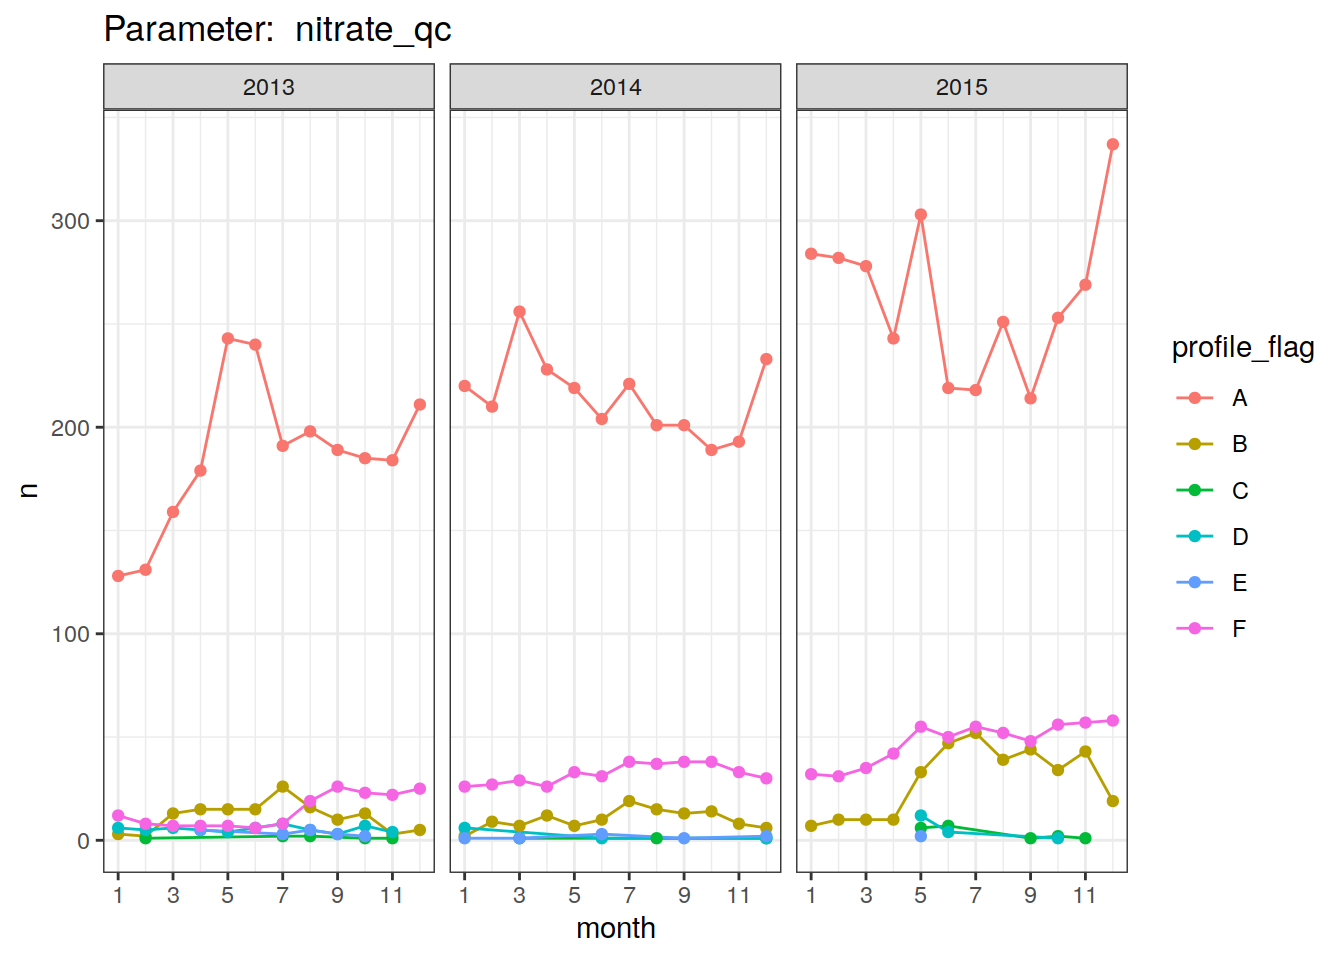 Parameter:  nitrate_qc
2013 2014 2015
300
200
100
0
n
1 3 5 7 9 11 1 3 5 7 9 11 1 3 5 7 9 11
month
profile_flag
A
B
C
D
E
F